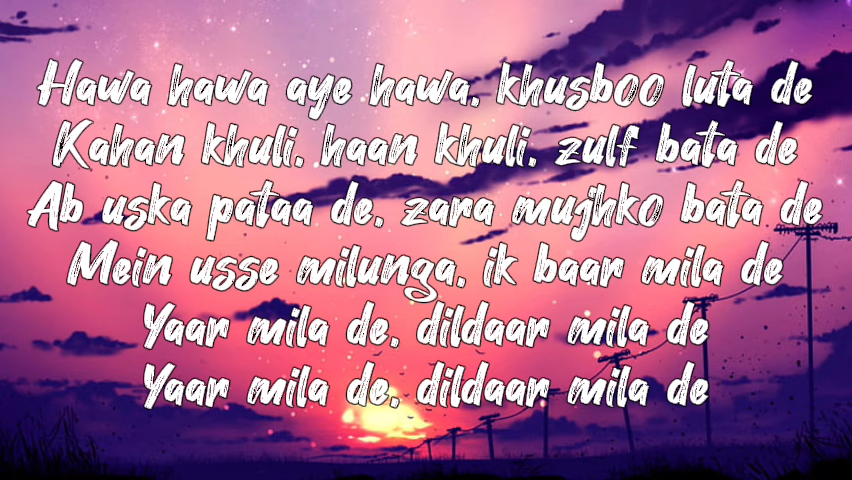 Hawa hawa aye hawa, khusboo luta de
Kahan khuli, haan khuli, zulf bata de
Ab uska pataa de, zara mujhko bata de
Mein usse milunga, ik baar mila de
Yaar mila de, dildaar mila de
Yaar mila de, dildaar mila de